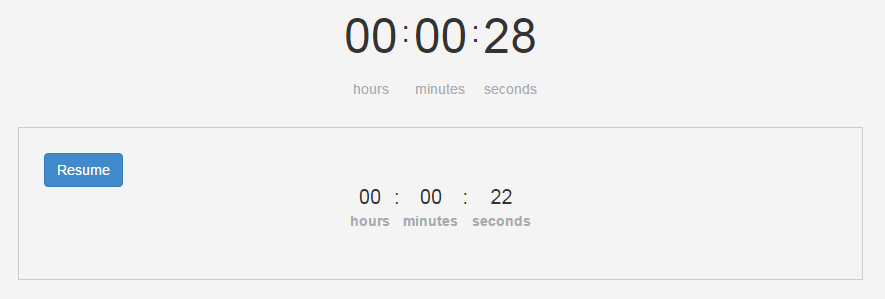 00:00:28
hours minutes seconds
Resume
00 : 00 : 22
hours minutes seconds